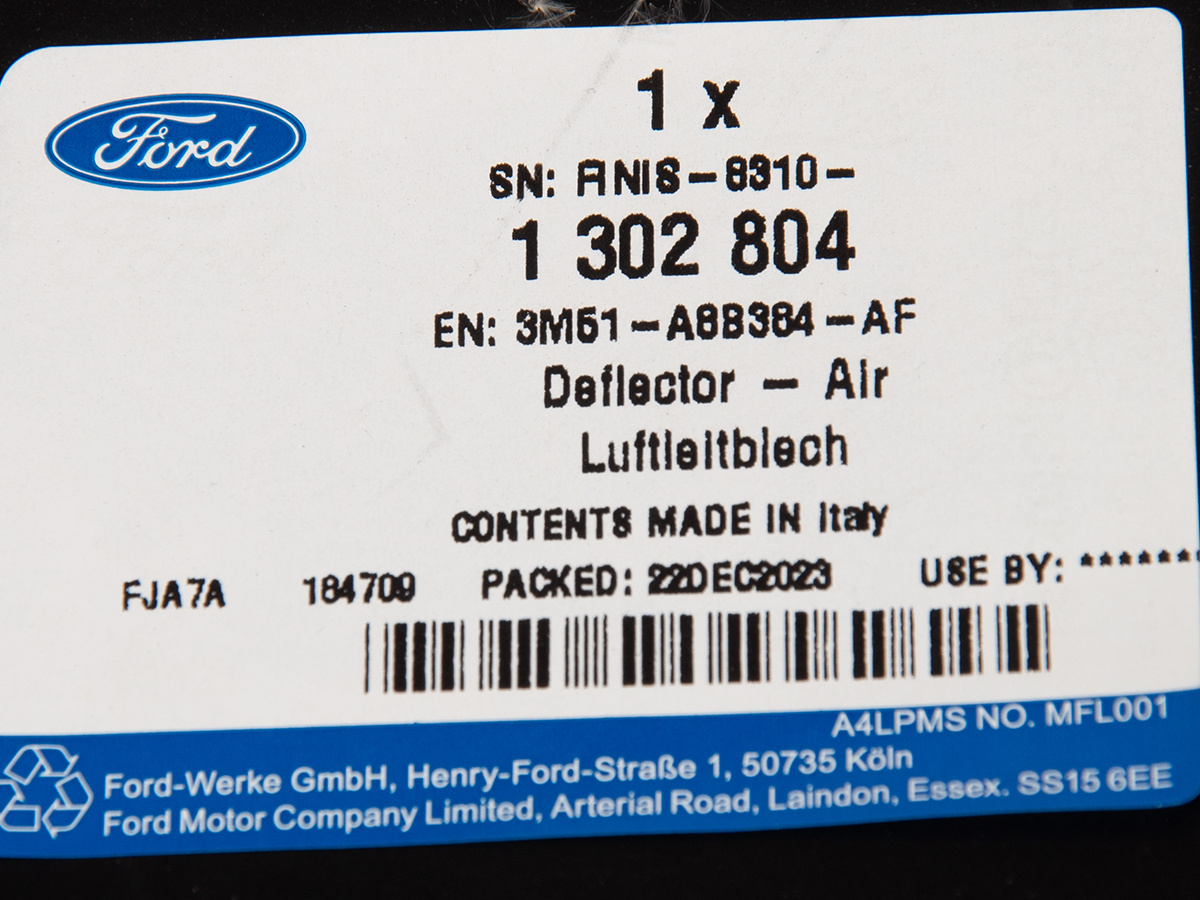 Ford
1 x
SN: ANIS-8310-
1 302 804
EN: 3M51-A8B384-AF
Deflector - Air
Luftleitblech
CONTENTS MADE IN Italy
FJA7A 184709 PACKED: 22DEC2023 USE BY: *******
A4LPMS NO. MFL001
Ford-Werke GmbH, Henry-Ford-Straße 1, 50735 Köln
Ford Motor Company Limited, Arterial Road, Laindon, Essex. SS15 6EE